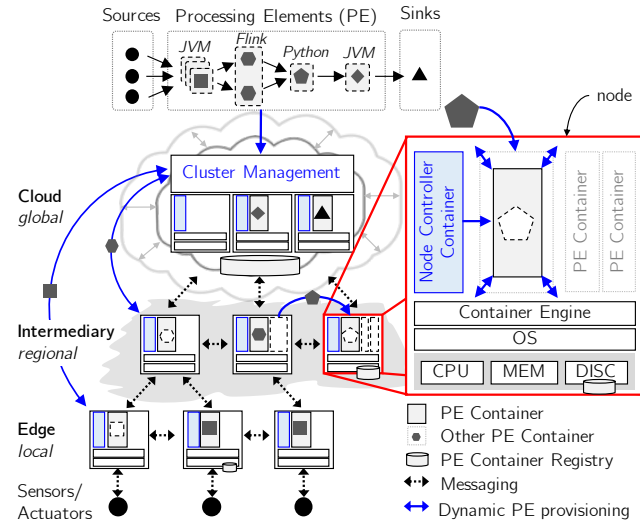 Sources
Processing Elements (PE)
Sinks
JVM
Flink
Python
JVM
node
Cluster Management
Cloud
global
Node Controller
Container
PE Container
PE Container
Container Engine
OS
CPU
MEM
DISC
Intermediary
regional
Edge
local
Sensors/
Actuators
PE Container
Other PE Container
PE Container Registry
Messaging
Dynamic PE provisioning